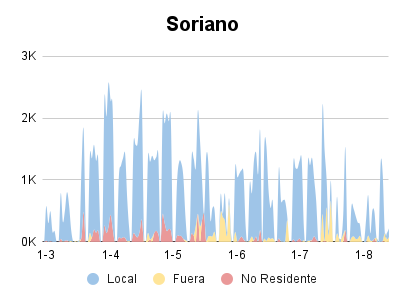 Soriano
3K
2K
1K
0K
1-3 1-4 1-5 1-6 1-7 1-8
Local Fuera No Residente